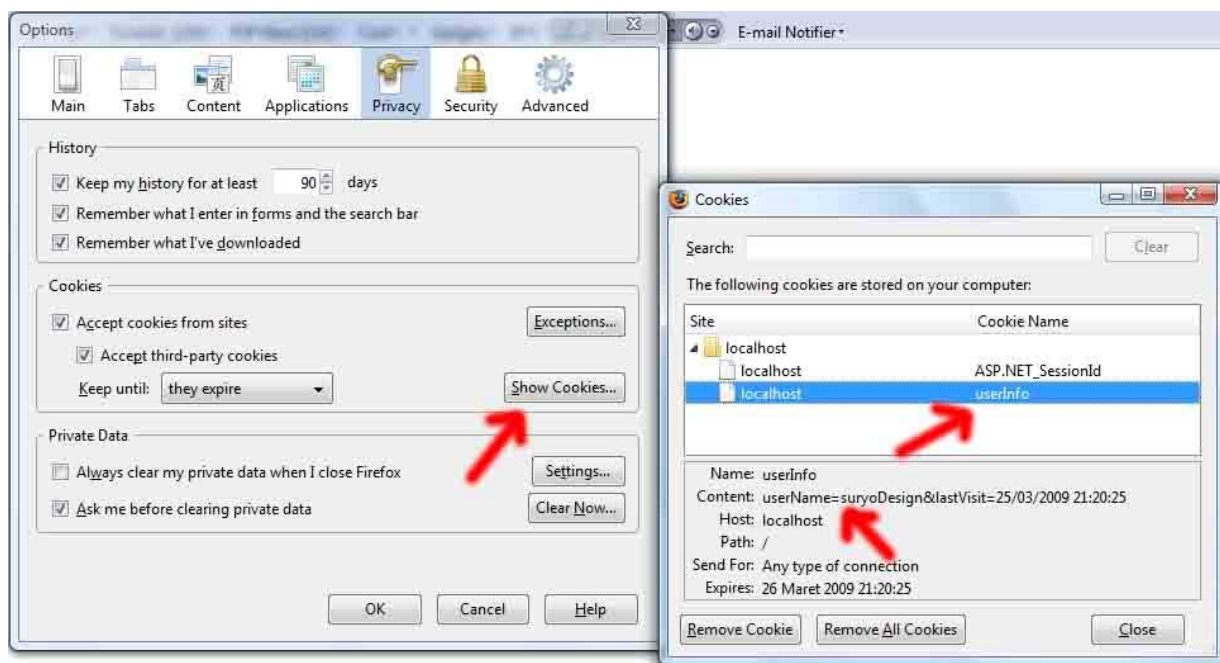 Options
E-mail Notifier
Main Tabs Content Applications Privacy Security Advanced
History
Keep my history for at least 90 days
Remember what I enter in forms and the search bar
Remember what I've downloaded
Cookies
Accept cookies from sites Exceptions...
Accept third-party cookies
Keep until: they expire Show Cookies...
Private Data
Always clear my private data when I close Firefox Settings...
Ask me before clearing private data Clear Now...
OK Cancel Help
Cookies
Search: Clear
The following cookies are stored on your computer:
Site Cookie Name
localhost
localhost ASP.NET_SessionId
localhost userInfo
Name: userInfo
Content: userName=suryoDesign&lastVisit=25/03/2009 21:20:25
Host: localhost
Path: /
Send For: Any type of connection
Expires: 26 Maret 2009 21:20:25
Remove Cookie Remove All Cookies Close